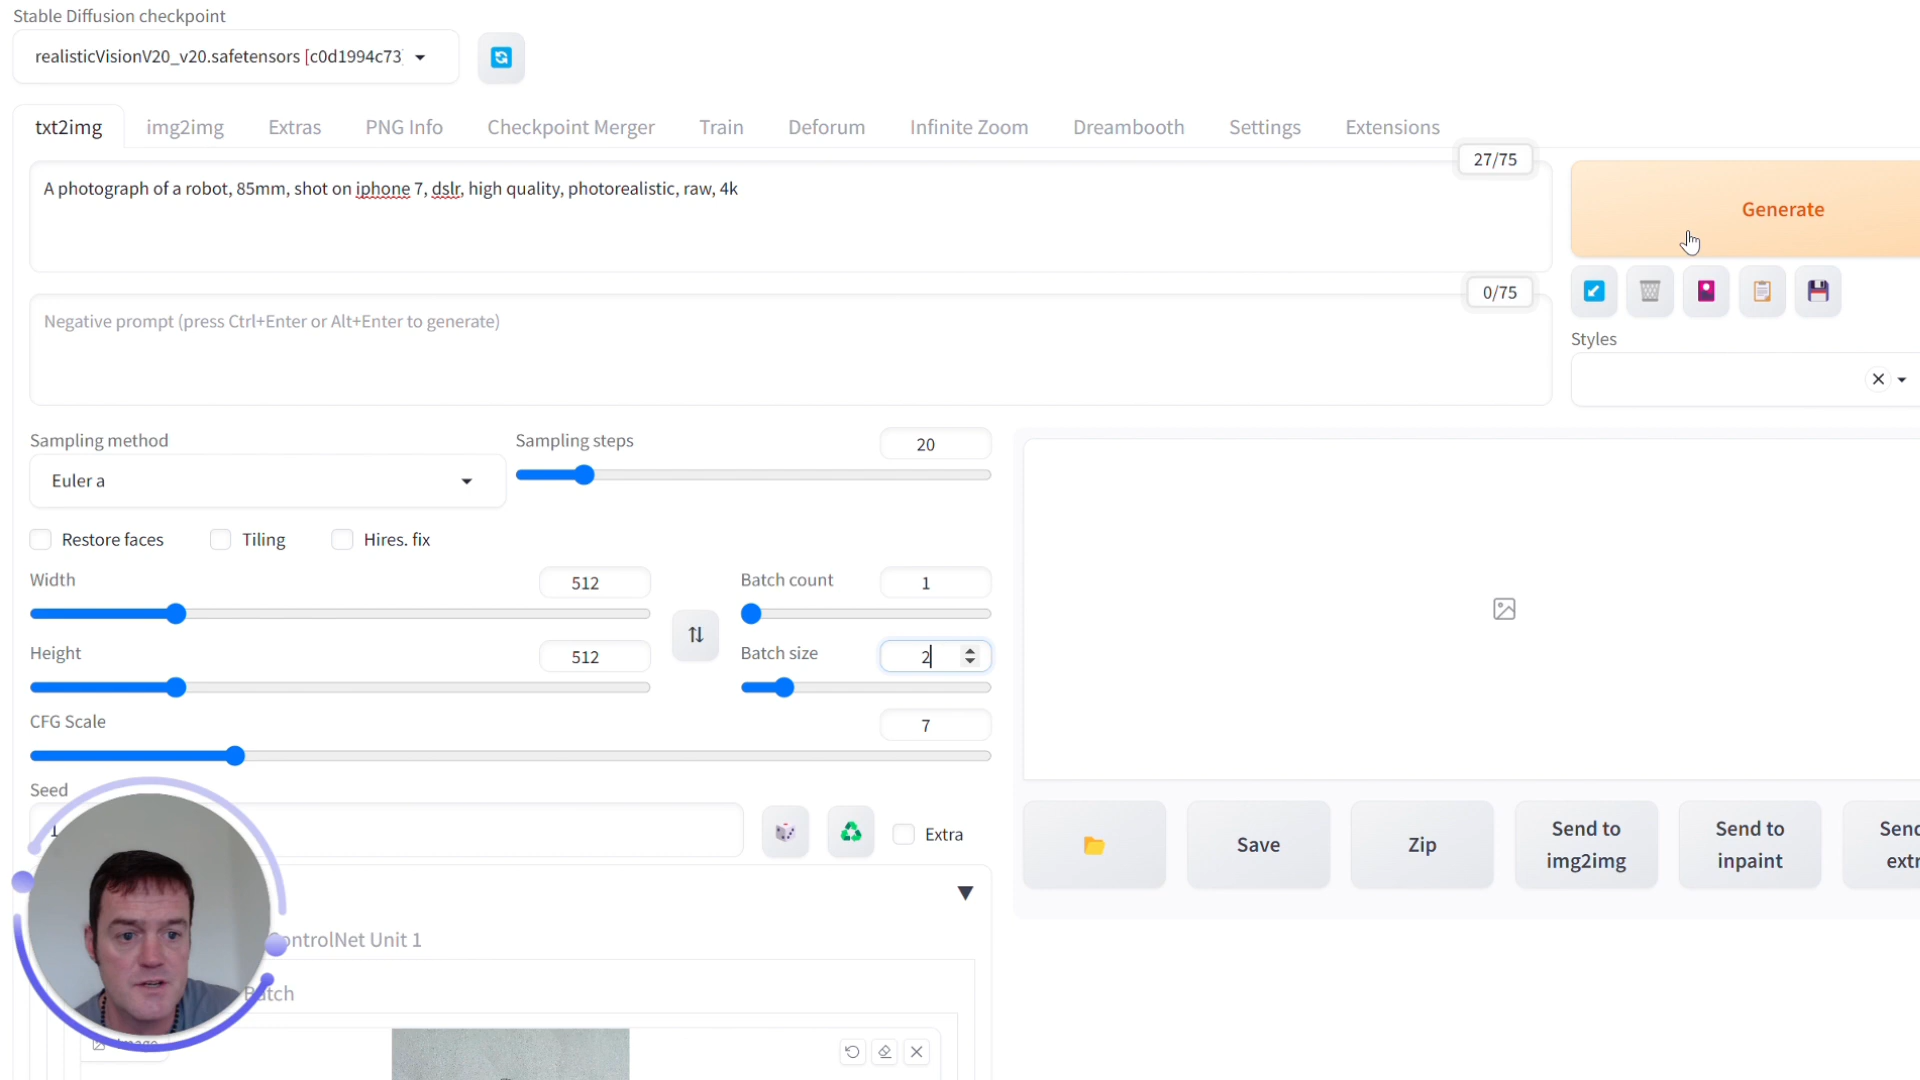 Stable Diffusion checkpoint
realisticVisionV20_v20.safetensors [c0d1994c73
txt2img img2img Extras PNG Info Checkpoint Merger Train Deforum Infinite Zoom Dreambooth Settings Extensions
27/75
A photograph of a robot, 85mm, shot on iphone 7, dslr, high quality, photorealistic, raw, 4k
Generate
0/75
Negative prompt (press Ctrl+Enter or Alt+Enter to generate)
Styles
Sampling method
Euler a
Sampling steps
20
Restore faces
Tiling
Hires. fix
Width
512
Batch count
1
Height
512
Batch size
2
CFG Scale
7
Seed
Extra
Save
Zip
Send to
img2img
Send to
inpaint
ControlNet Unit 1
Batch